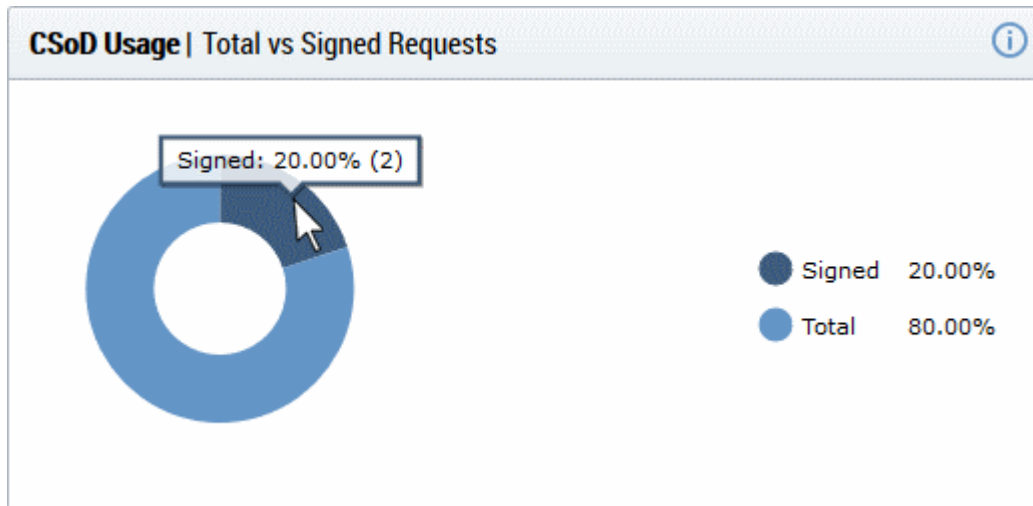 CSoD Usage | Total vs Signed Requests
Signed: 20.00% (2)
Signed 20.00%
Total 80.00%